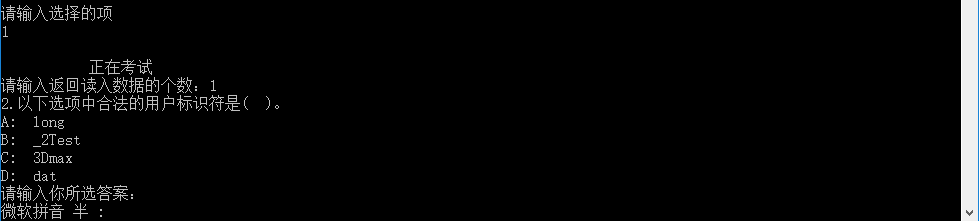 请输入选择的项
1
正在考试
请输入返回读入数据的个数：1
2.以下选项中合法的用户标识符是(  )。
A:  long
B:  _2Test
C:  3Dmax
D:  dat
请输入你所选答案：
微软拼音 半 :